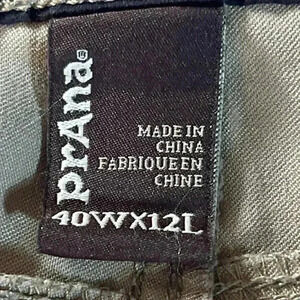 prAna
MADE IN
CHINA
FABRIQUE EN
CHINE
40WX12L